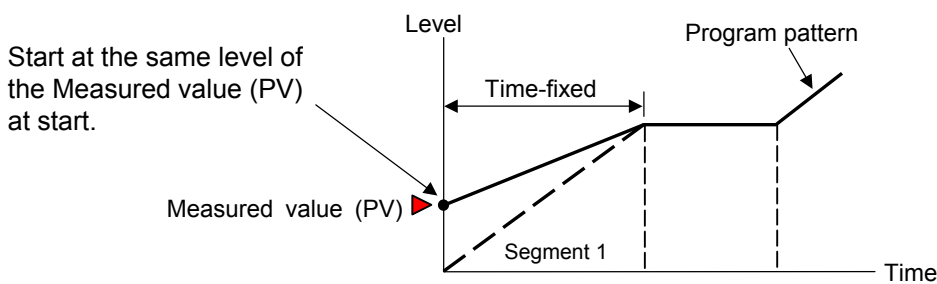 Level
Program pattern
Start at the same level of
the Measured value (PV)
at start.
Time-fixed
Measured value (PV)
Segment 1
Time